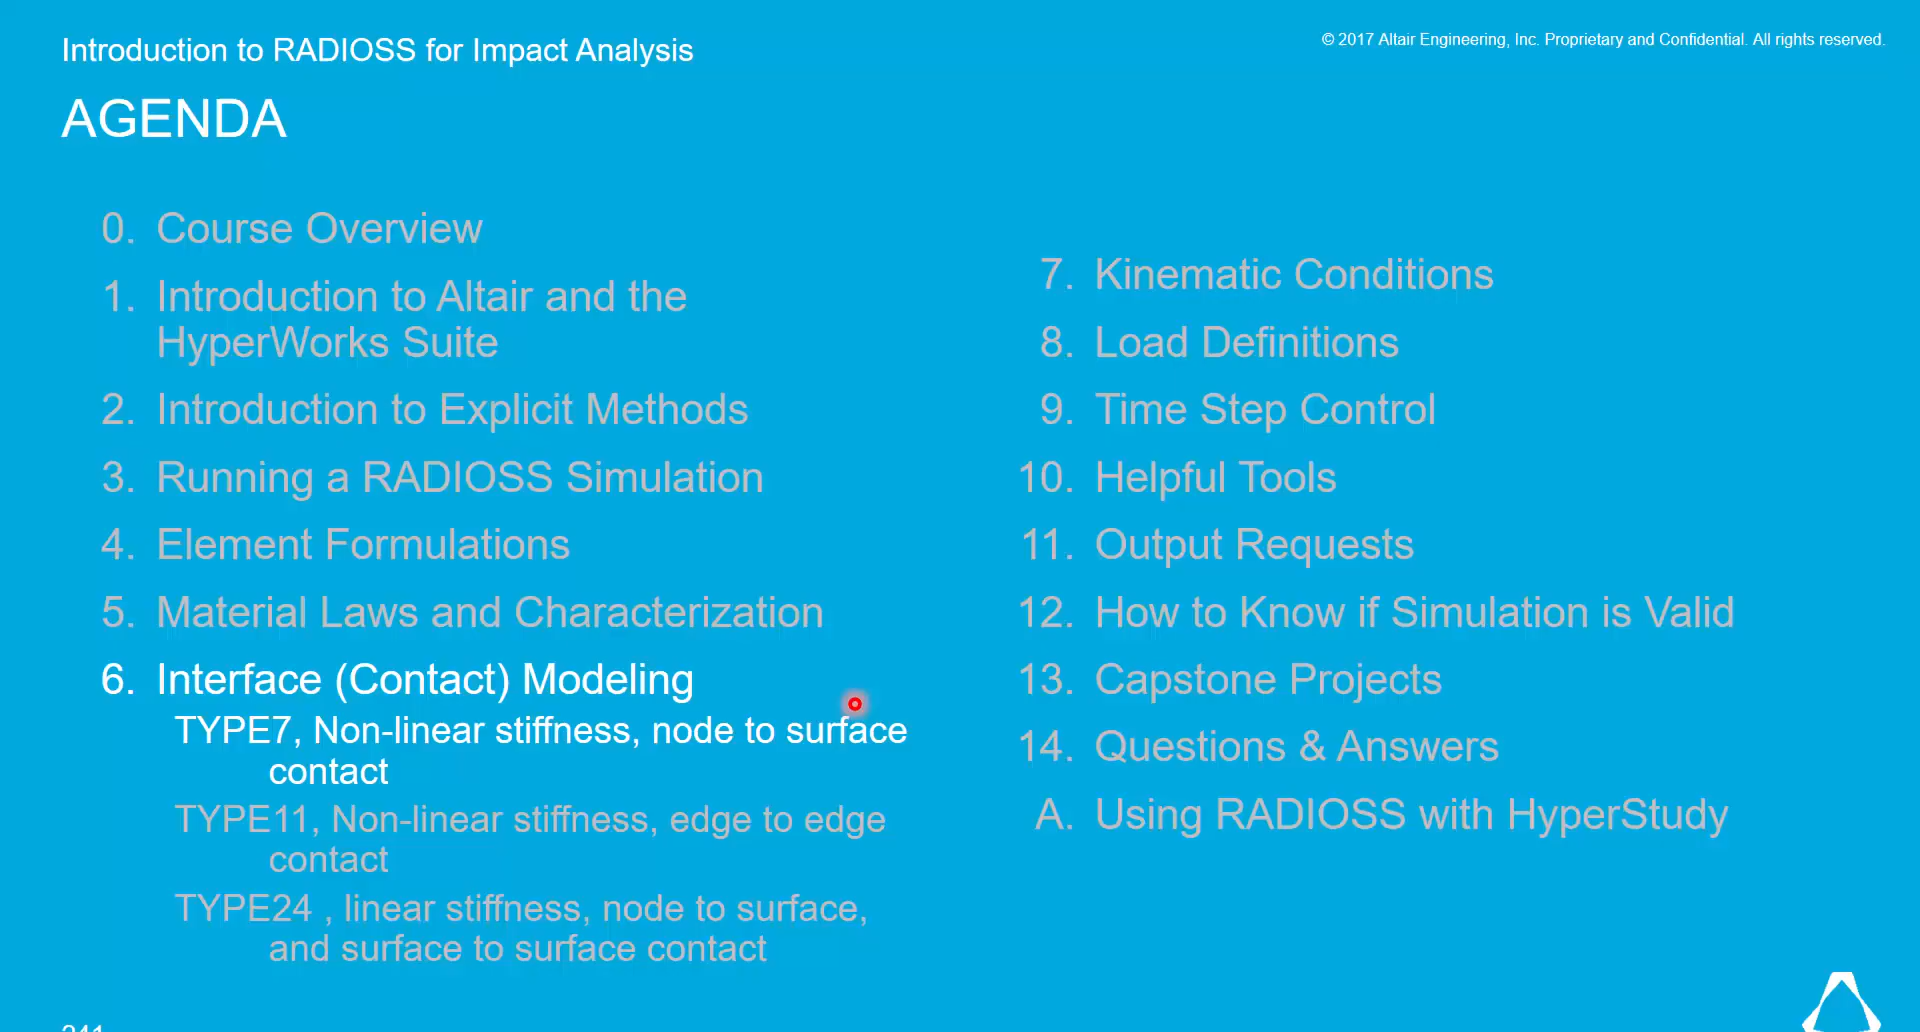 Introduction to RADIOSS for Impact Analysis
© 2017 Altair Engineering, Inc. Proprietary and Confidential. All rights reserved.
AGENDA
0. Course Overview
1. Introduction to Altair and the
HyperWorks Suite
2. Introduction to Explicit Methods
3. Running a RADIOSS Simulation
4. Element Formulations
5. Material Laws and Characterization
6. Interface (Contact) Modeling
TYPE7, Non-linear stiffness, node to surface
contact
TYPE11, Non-linear stiffness, edge to edge
contact
TYPE24 , linear stiffness, node to surface,
and surface to surface contact
7. Kinematic Conditions
8. Load Definitions
9. Time Step Control
10. Helpful Tools
11. Output Requests
12. How to Know if Simulation is Valid
13. Capstone Projects
14. Questions & Answers
A. Using RADIOSS with HyperStudy